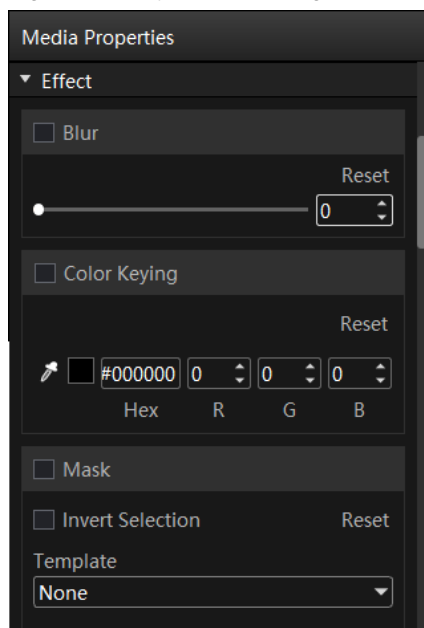 Media Properties
Effect
Blur
Reset
0
Color Keying
Reset
#000000 0 0 0
Hex R G B
Mask
Invert Selection Reset
Template
None